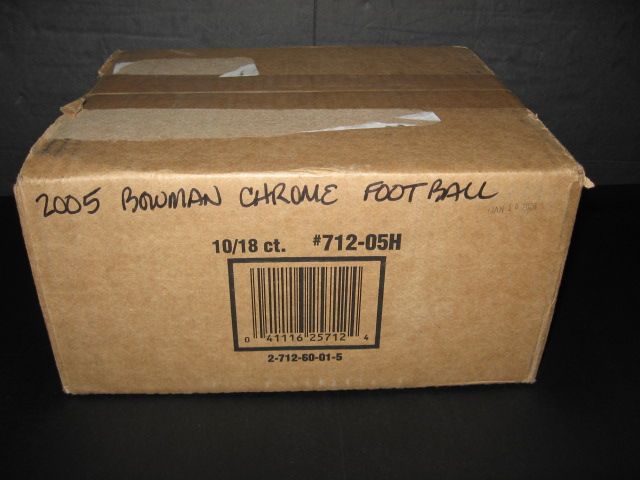 2005 BOWMAN CHROME FOOTBALL
10/18 ct. #712-05H
0 41116 25712 4
2-712-60-01-5